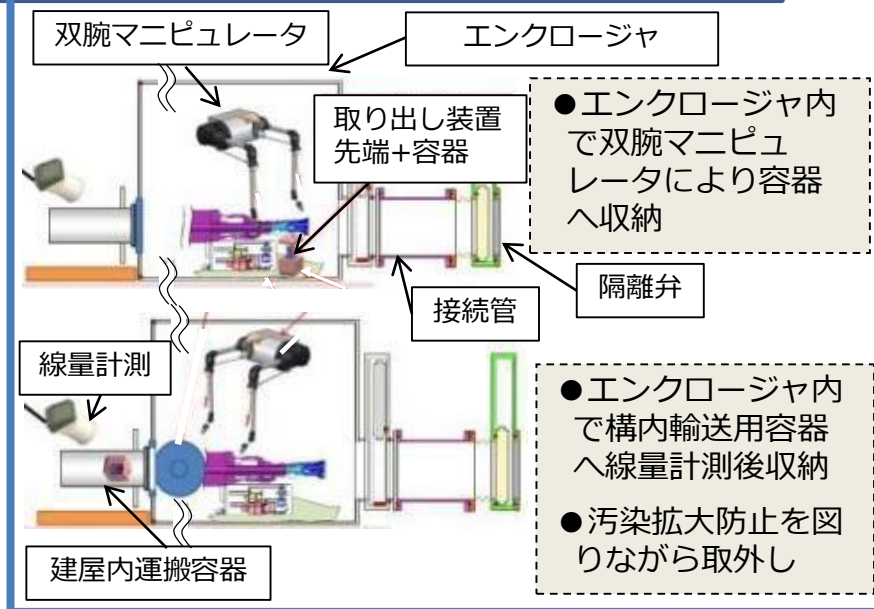 双腕マニピュレータ
エンクロージャ
取り出し装置
先端+容器
●エンクロージャ内
で双腕マニピュ
レータにより容器
へ収納
隔離弁
接続管
線量計測
●エンクロージャ内
で構内輸送用容器
へ線量計測後収納
●汚染拡大防止を図
りながら取外し
建屋内運搬容器